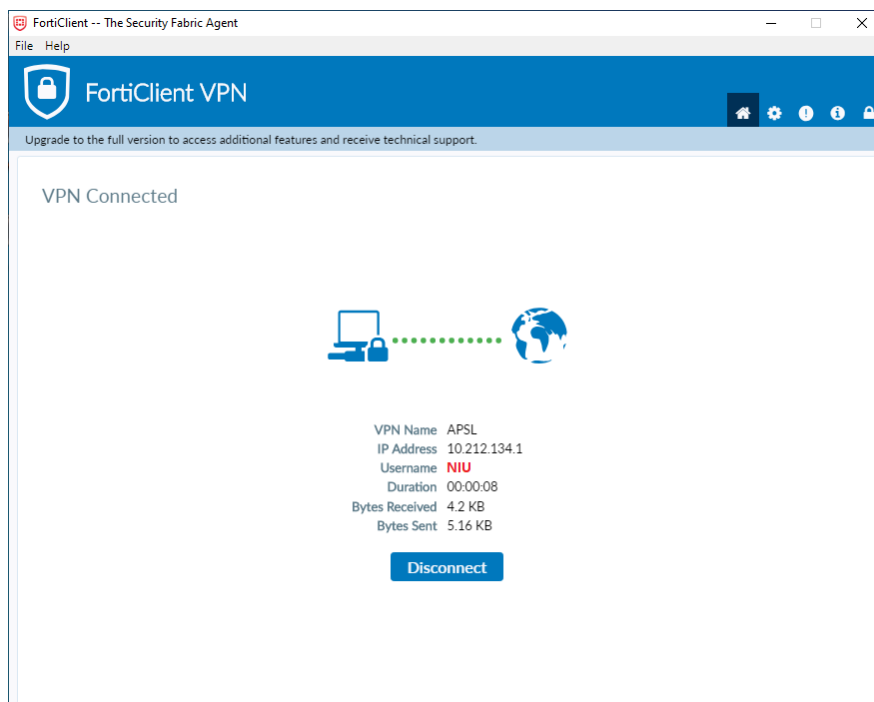 FortiClient -- The Security Fabric Agent
File Help
FortiClient VPN
Upgrade to the full version to access additional features and receive technical support.
VPN Connected
VPN Name APSL
IP Address 10.212.134.1
Username NIU
Duration 00:00:08
Bytes Received 4.2 KB
Bytes Sent 5.16 KB
Disconnect